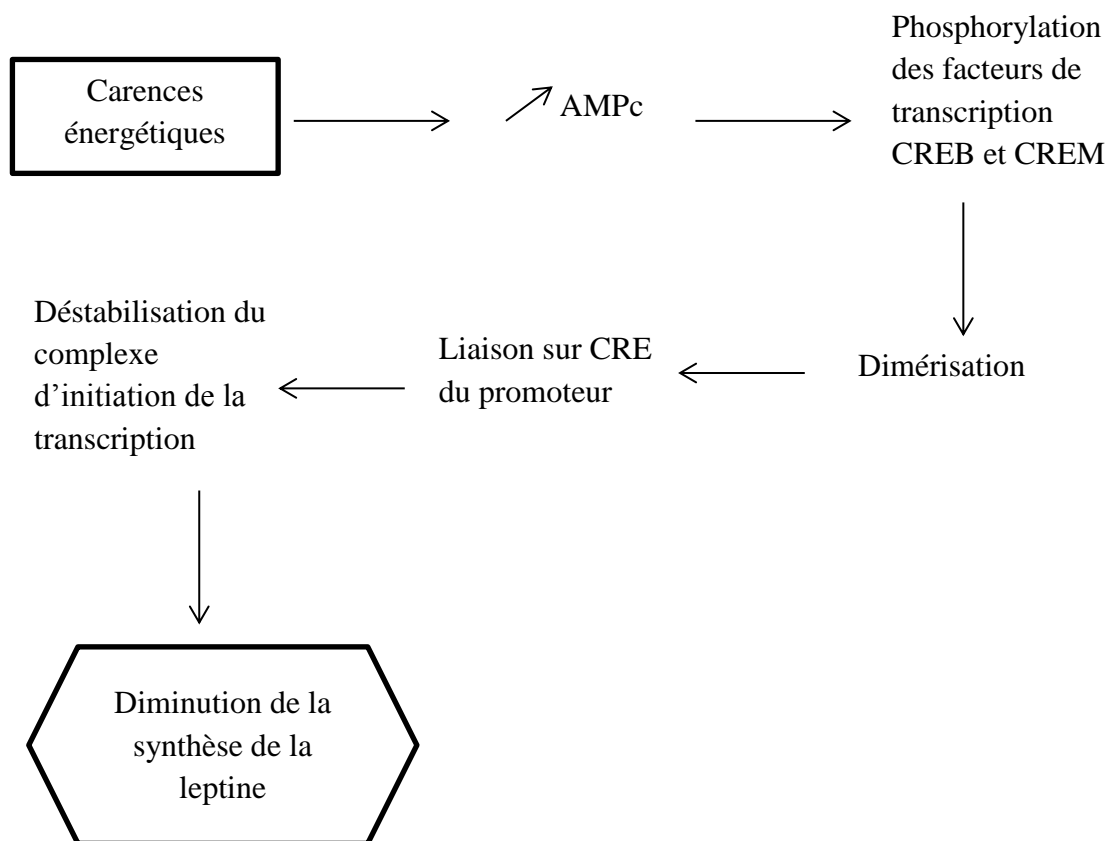 Carences
énergétiques
AMPc
Phosphorylation
des facteurs de
transcription
CREB et CREM
Dimérisation
Liaison sur CRE
du promoteur
Déstabilisation du
complexe
d’initiation de la
transcription
Diminution de la
synthèse de la
leptine